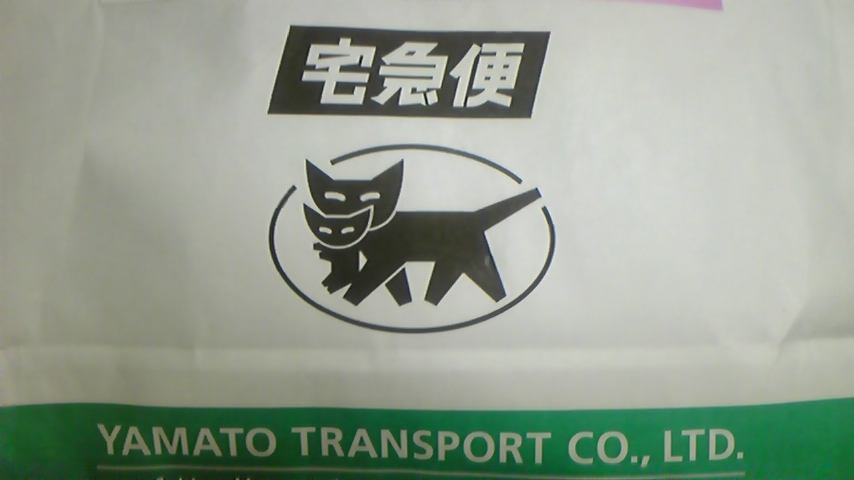 宅急便
YAMATO TRANSPORT CO., LTD.